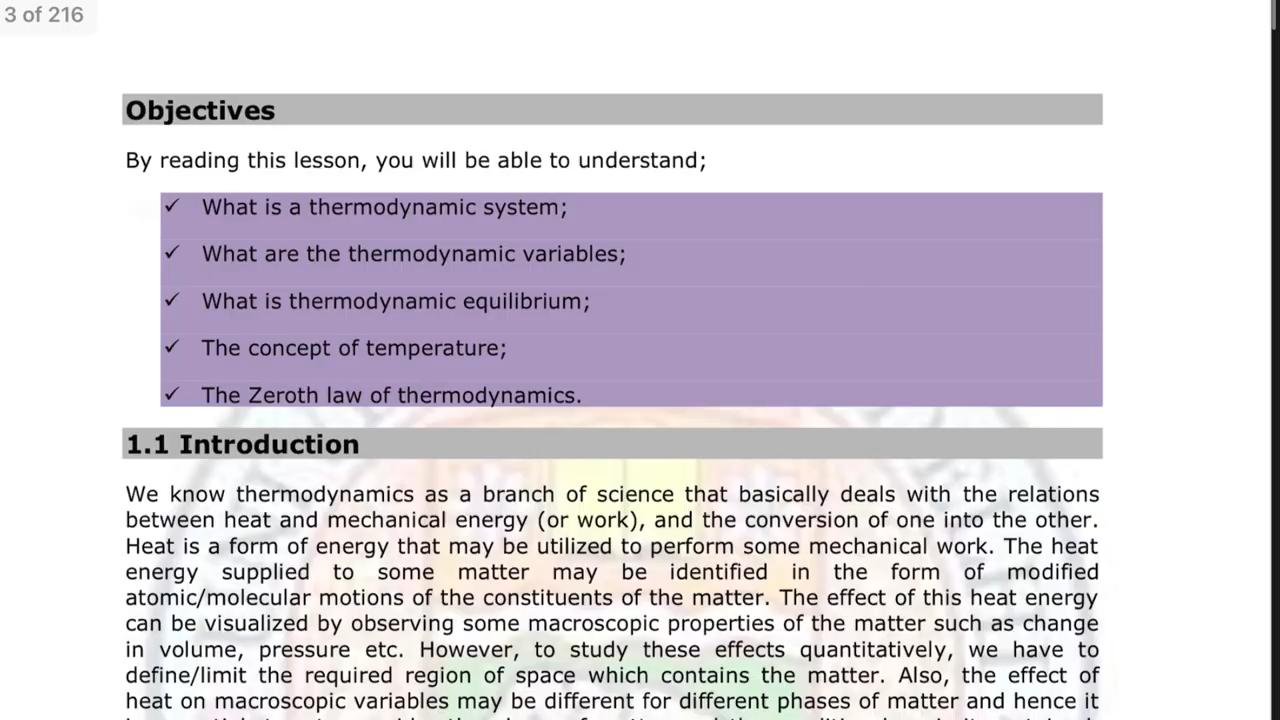 3 of 216
Objectives
By reading this lesson, you will be able to understand;
✓ What is a thermodynamic system;
✓ What are the thermodynamic variables;
✓ What is thermodynamic equilibrium;
✓ The concept of temperature;
✓ The Zeroth law of thermodynamics.
1.1 Introduction
We know thermodynamics as a branch of science that basically deals with the relations
between heat and mechanical energy (or work), and the conversion of one into the other.
Heat is a form of energy that may be utilized to perform some mechanical work. The heat
energy supplied to some matter may be identified in the form of modified
atomic/molecular motions of the constituents of the matter. The effect of this heat energy
can be visualized by observing some macroscopic properties of the matter such as change
in volume, pressure etc. However, to study these effects quantitatively, we have to
define/limit the required region of space which contains the matter. Also, the effect of
heat on macroscopic variables may be different for different phases of matter and hence it